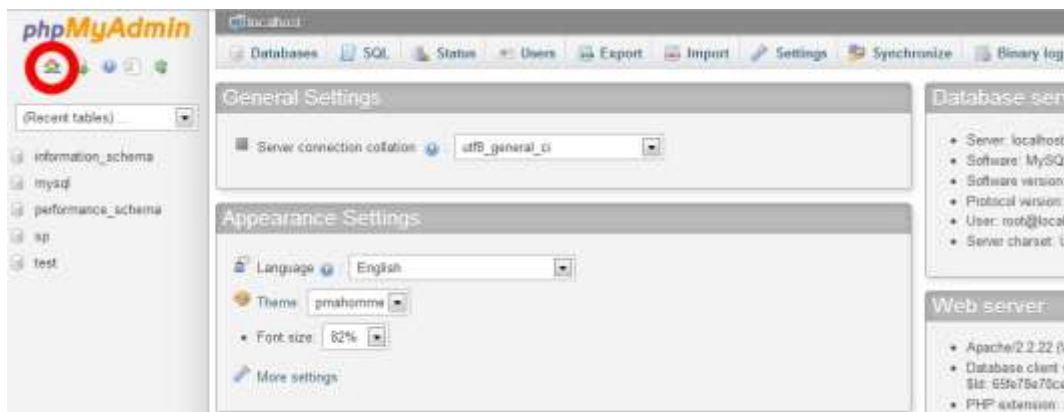 phpMyAdmin
localhost
Databases SQL Status Users Export Import Settings Synchronize Binary log
(Recent tables) ...
information_schema
mysql
performance_schema
sp
test
General Settings
Server connection collation utf8_general_ci
Appearance Settings
Language English
Theme: pmahomme
• Font size: 82%
More settings
Database ser
• Server: localhost
• Software: MySQ
• Software version
• Protocol version
• User: root@local
• Server charset:
Web server
• Apache/2.2.22 (
• Database client
• PHP extension: